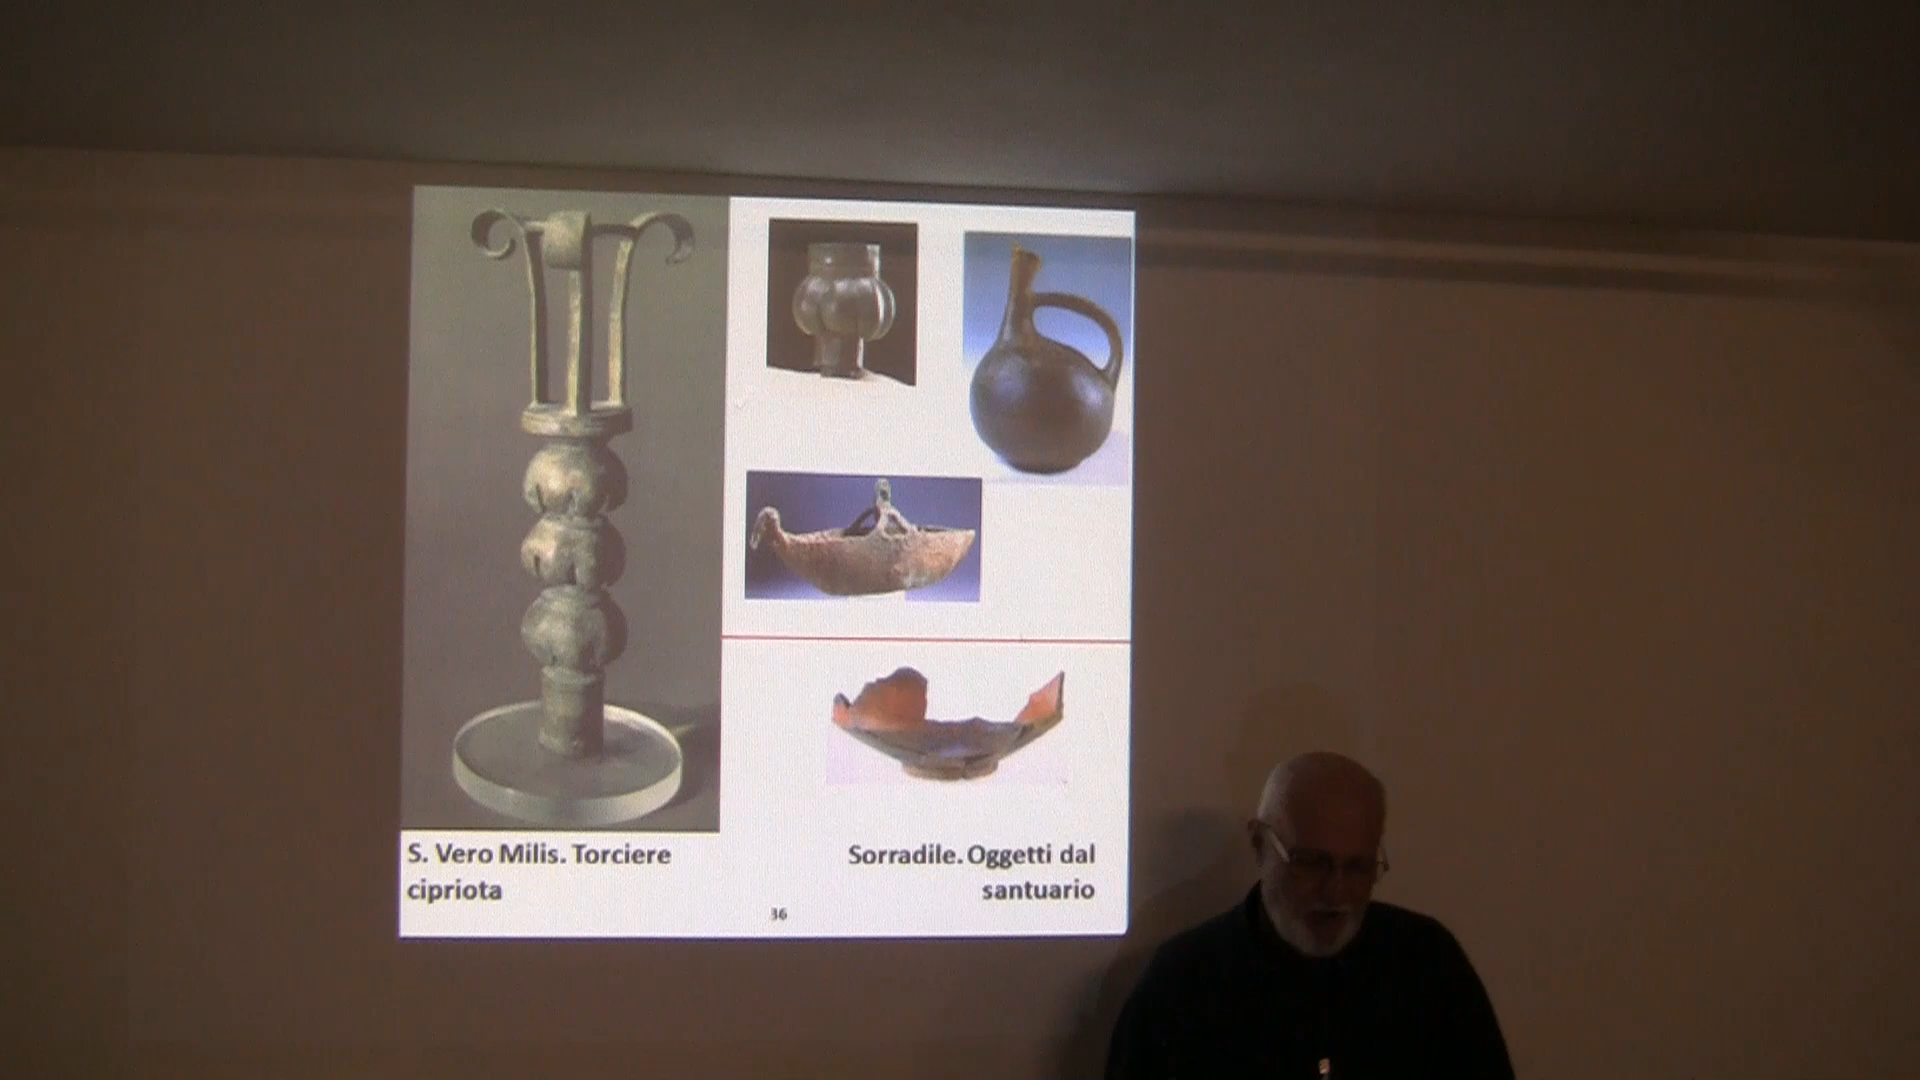 S. Vero Milis. Torciere
cipriota
Sorradile. Oggetti dal
santuario
36